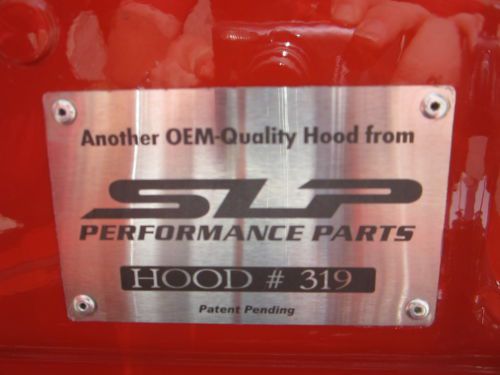 Another OEM-Quality Hood from
SLP
PERFORMANCE PARTS
HOOD # 319
Patent Pending